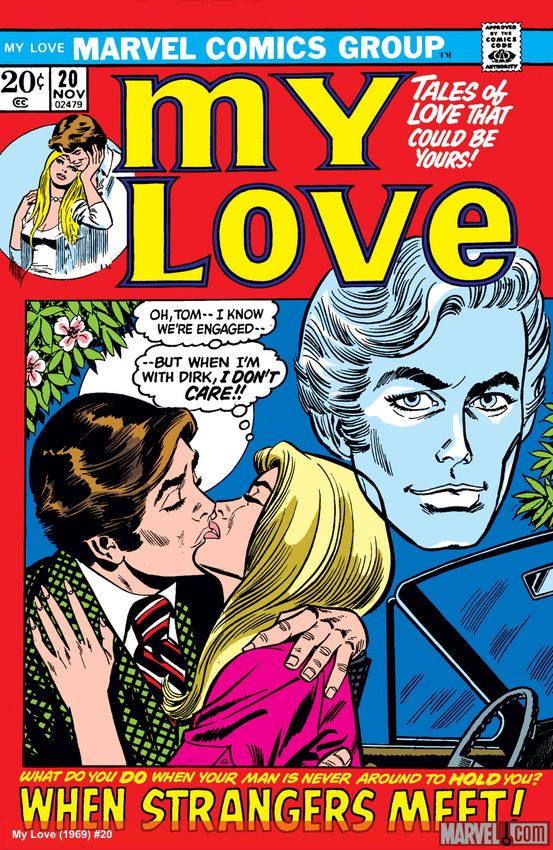 MY LOVE MARVEL COMICS GROUP™
APPROVED
BY THE
COMICS
CODE
CA
AUTHORITY
20¢
CC
20
NOV
02479
MY
LOVE
TALES of
LOVE THAT
COULD BE
YOURS!
OH, TOM-- I KNOW
WE'RE ENGAGED--
--BUT WHEN I'M
WITH DIRK, I DON'T
CARE!!
WHAT DO YOU DO WHEN YOUR MAN IS NEVER AROUND TO HOLD YOU?
WHEN STRANGERS MEET!
My Love (1969) #20
MARVEL.com